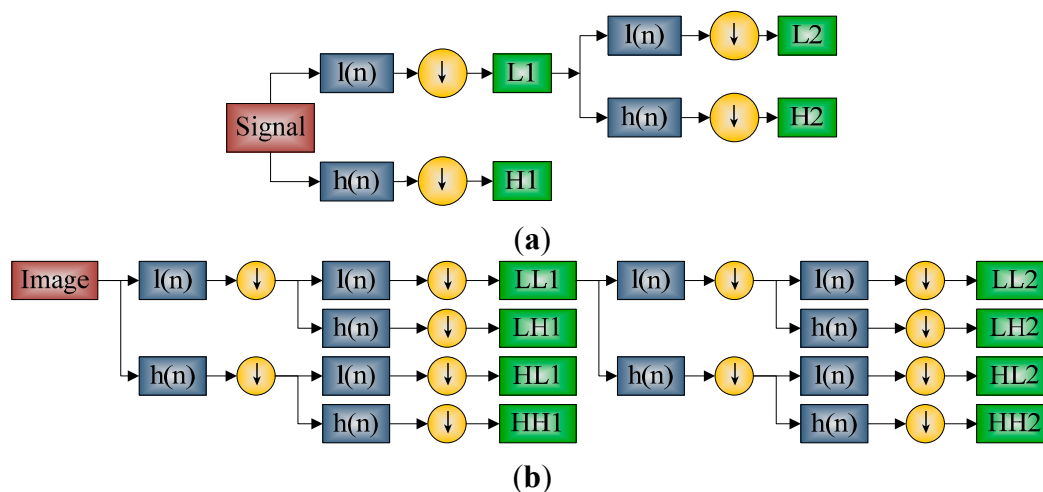 l(n) ↓ L2
l(n) ↓ L1
Signal
h(n) ↓ H2
h(n) ↓ H1
(a)
Image l(n) ↓ l(n) ↓ LL1 l(n) ↓ l(n) ↓ LL2
h(n) ↓ LH1 h(n) ↓ LH2
h(n) ↓ l(n) ↓ HL1 h(n) ↓ l(n) ↓ HL2
h(n) ↓ HH1 h(n) ↓ HH2
(b)